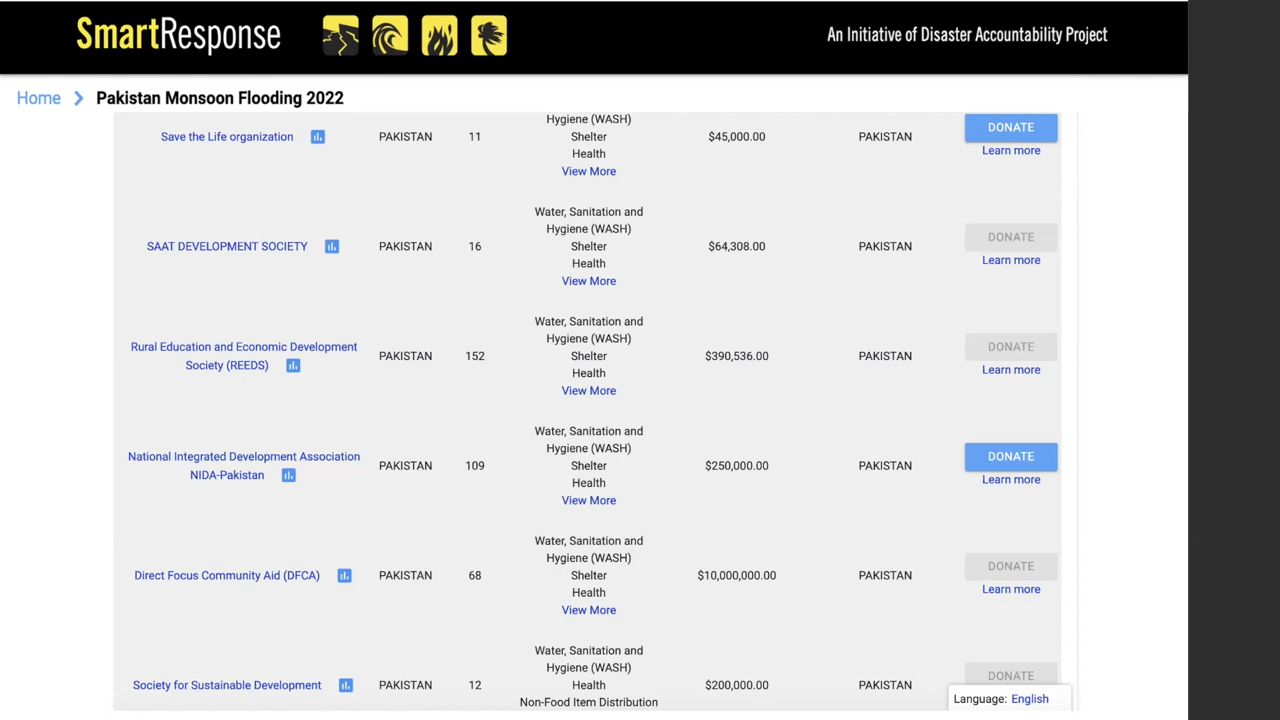 SmartResponse
An Initiative of Disaster Accountability Project
Home Pakistan Monsoon Flooding 2022
Hygiene (WASH)
Save the Life organization PAKISTAN 11 Shelter $45,000.00 PAKISTAN DONATE
Health
Learn more
View More
Water, Sanitation and
Hygiene (WASH)
SAAT DEVELOPMENT SOCIETY PAKISTAN 16 Shelter $64,308.00 PAKISTAN DONATE
Health
Learn more
View More
Water, Sanitation and
Hygiene (WASH)
Rural Education and Economic Development
Society (REEDS) PAKISTAN 152 Shelter $390,536.00 PAKISTAN DONATE
Health
Learn more
View More
Water, Sanitation and
Hygiene (WASH)
National Integrated Development Association
NIDA-Pakistan PAKISTAN 109 Shelter $250,000.00 PAKISTAN DONATE
Health
Learn more
View More
Water, Sanitation and
Hygiene (WASH)
Direct Focus Community Aid (DFCA) PAKISTAN 68 Shelter $10,000,000.00 PAKISTAN DONATE
Health
Learn more
View More
Water, Sanitation and
Hygiene (WASH)
Society for Sustainable Development PAKISTAN 12 Health $200,000.00 PAKISTAN DONATE
Non-Food Item Distribution
Language: English